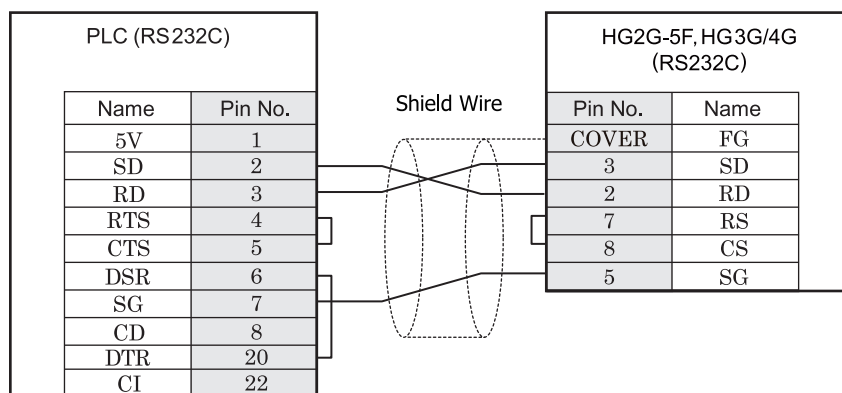 PLC (RS232C)
HG2G-5F, HG3G/4G
(RS232C)
Shield Wire
Name Pin No.
5V 1
SD 2
RD 3
RTS 4
CTS 5
DSR 6
SG 7
CD 8
DTR 20
CI 22
Pin No. Name
COVER FG
3 SD
2 RD
7 RS
8 CS
5 SG